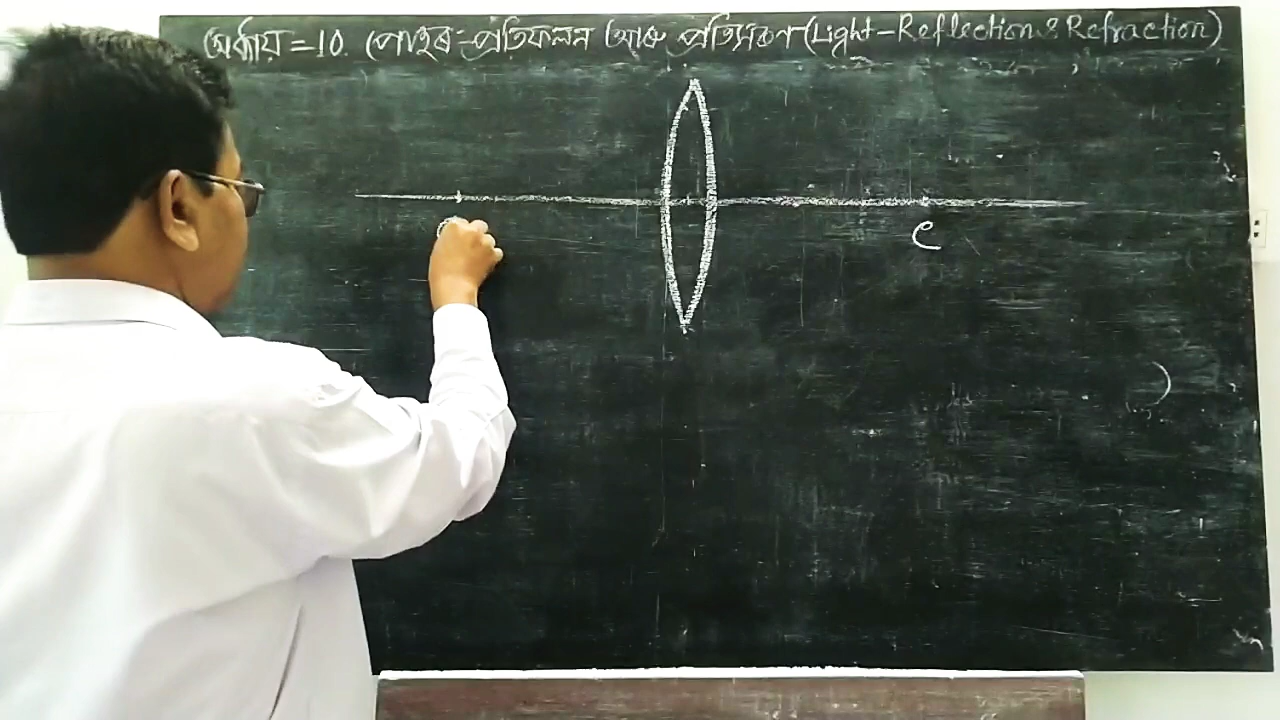 অধ্যায় = 10. পোহৰ : প্ৰতিফলন আৰু প্ৰতিসৰণ (Light - Reflection & Refraction)
C